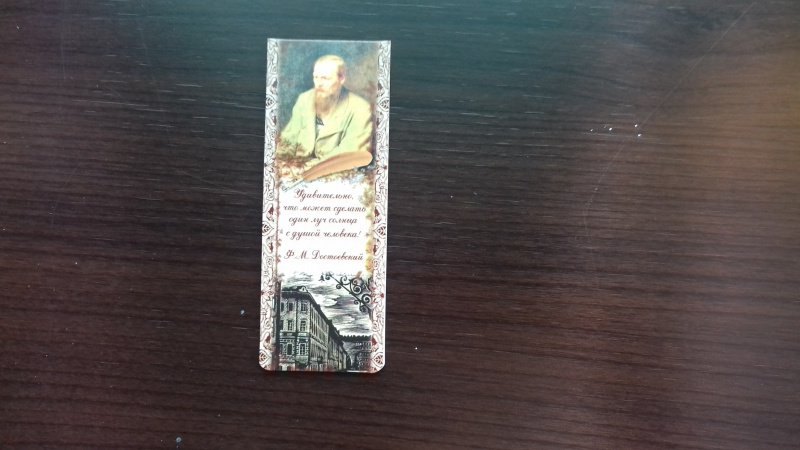 Удивительно,
что может сделать
один луч солнца
с душой человека!
Ф.М. Достоевский